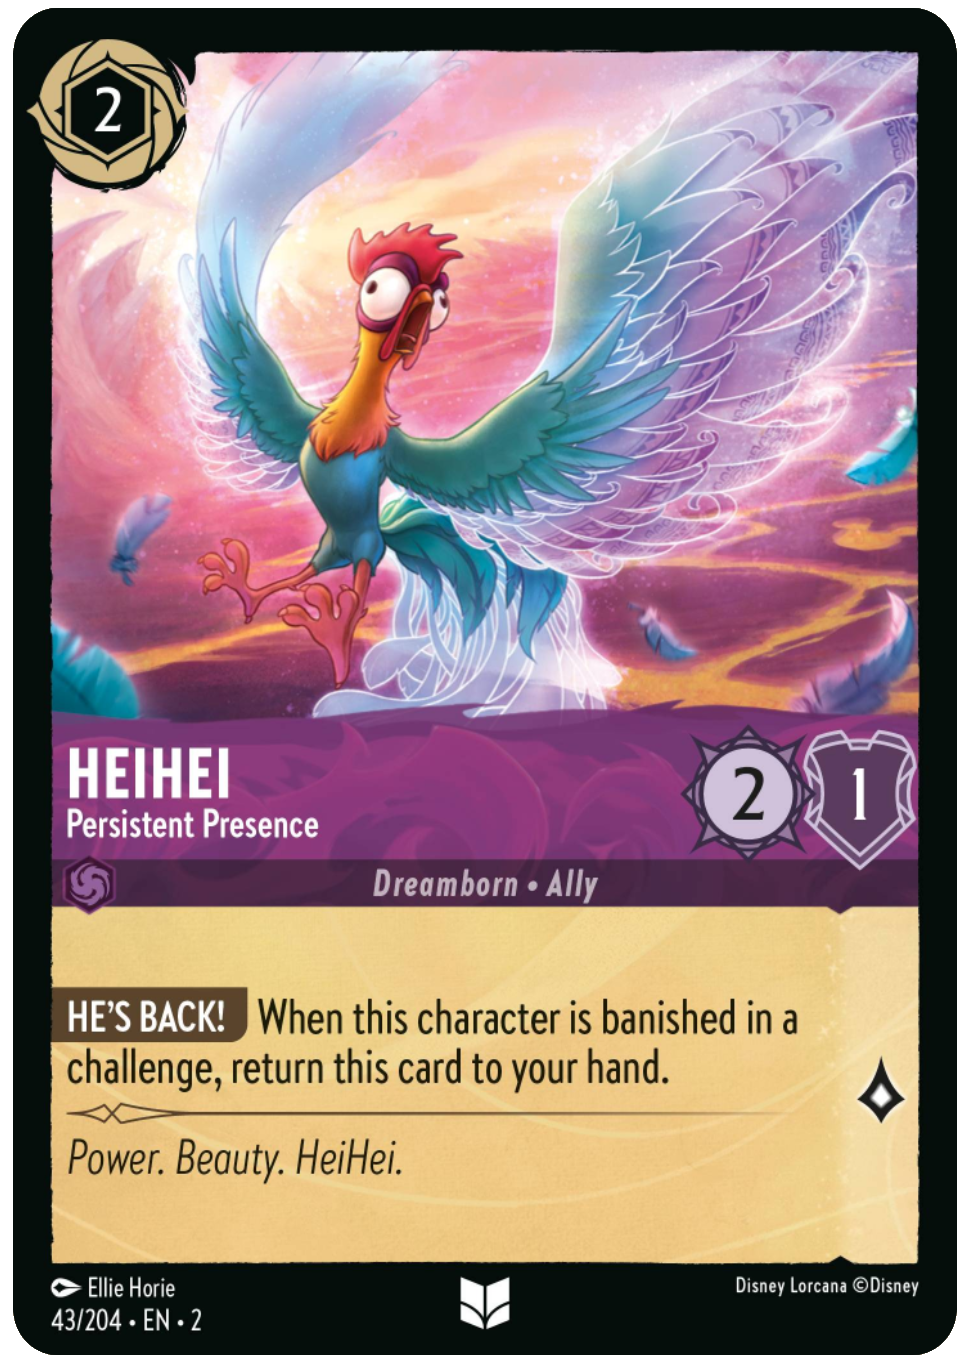 2
HEIHEI
Persistent Presence
2 1
Dreamborn • Ally
HE'S BACK! When this character is banished in a
challenge, return this card to your hand.
Power. Beauty. HeiHei.
Ellie Horie
43/204 • EN • 2
Disney Lorcana ©Disney